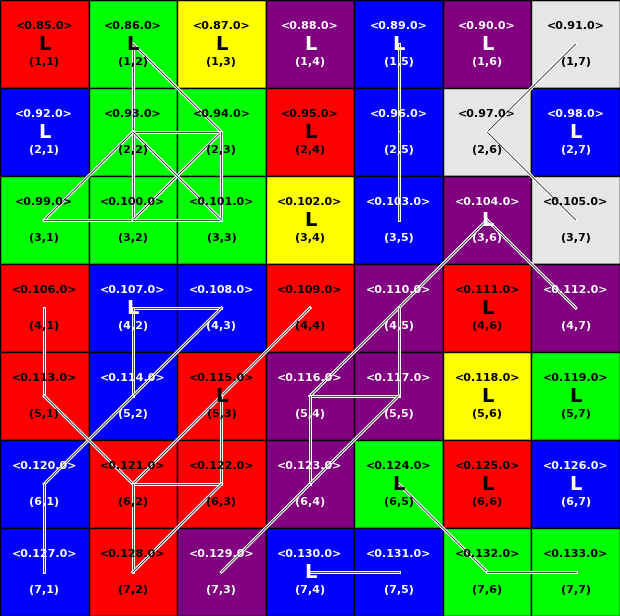 <0.85.0> <0.86.0> <0.87.0> <0.88.0> <0.89.0> <0.90.0> <0.91.0>
L L L L L L
(1,1) (1,2) (1,3) (1,4) (1,5) (1,6) (1,7)
<0.92.0> <0.93.0> <0.94.0> <0.95.0> <0.96.0> <0.97.0> <0.98.0>
L L L
(2,1) (2,2) (2,3) (2,4) (2,5) (2,6) (2,7)
<0.99.0> <0.100.0> <0.101.0> <0.102.0> <0.103.0> <0.104.0> <0.105.0>
L L
(3,1) (3,2) (3,3) (3,4) (3,5) (3,6) (3,7)
<0.106.0> <0.107.0> <0.108.0> <0.109.0> <0.110.0> <0.111.0> <0.112.0>
L L
(4,1) (4,2) (4,3) (4,4) (4,5) (4,6) (4,7)
<0.113.0> <0.114.0> <0.115.0> <0.116.0> <0.117.0> <0.118.0> <0.119.0>
L L L
(5,1) (5,2) (5,3) (5,4) (5,5) (5,6) (5,7)
<0.120.0> <0.121.0> <0.122.0> <0.123.0> <0.124.0> <0.125.0> <0.126.0>
L L L
(6,1) (6,2) (6,3) (6,4) (6,5) (6,6) (6,7)
<0.127.0> <0.128.0> <0.129.0> <0.130.0> <0.131.0> <0.132.0> <0.133.0>
L
(7,1) (7,2) (7,3) (7,4) (7,5) (7,6) (7,7)